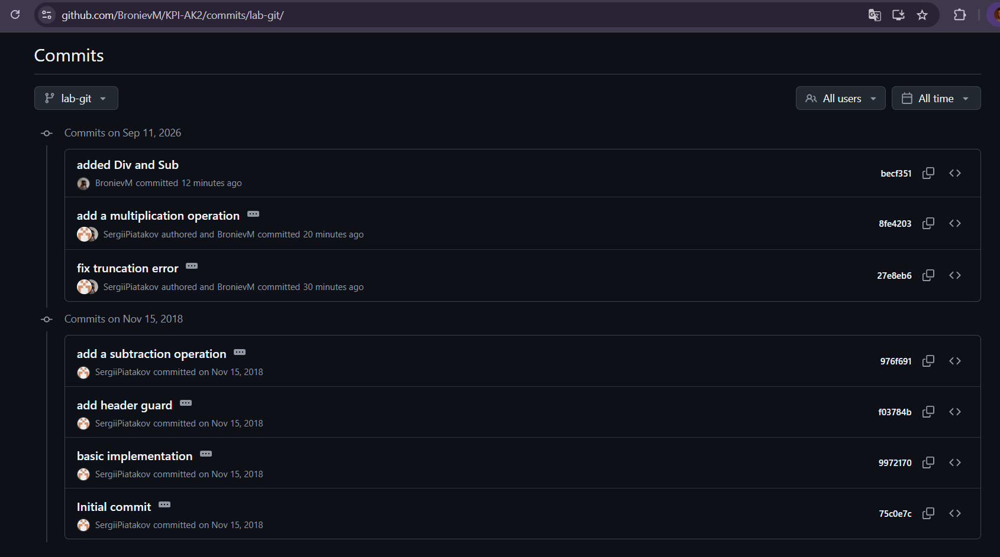 github.com/BronievM/KPI-AK2/commits/lab-git/
Commits
lab-git
All users
All time
Commits on Sep 11, 2026
added Div and Sub
becf351
BronievM committed 12 minutes ago
add a multiplication operation
8fe4203
SergiiPiatakov authored and BronievM committed 20 minutes ago
fix truncation error
27e8eb6
SergiiPiatakov authored and BronievM committed 30 minutes ago
Commits on Nov 15, 2018
add a subtraction operation
976f691
SergiiPiatakov committed on Nov 15, 2018
add header guard
f03784b
SergiiPiatakov committed on Nov 15, 2018
basic implementation
9972170
SergiiPiatakov committed on Nov 15, 2018
Initial commit
75c0e7c
SergiiPiatakov committed on Nov 15, 2018